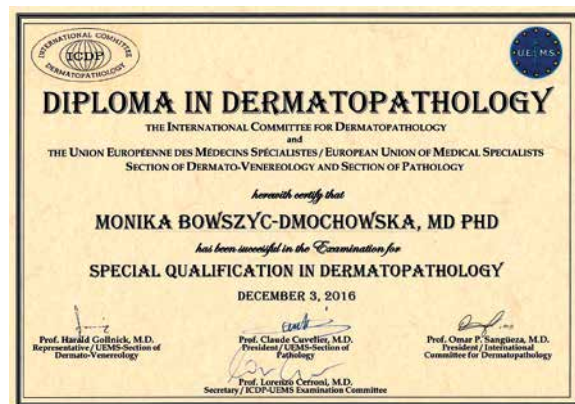 INTERNATIONAL COMMITTEE
ICDP
DERMATOPATHOLOGY
U.E.M.S
DIPLOMA IN DERMATOPATHOLOGY
THE INTERNATIONAL COMMITTEE FOR DERMATOPATHOLOGY
and
THE UNION EUROPÉENNE DES MÉDECINS SPÉCIALISTES / EUROPEAN UNION OF MEDICAL SPECIALISTS
SECTION OF DERMATO-VENEREOLOGY AND SECTION OF PATHOLOGY
herewith certify that
MONIKA BOWSZYC-DMOCHOWSKA, MD PHD
has been successful in the Examination for
SPECIAL QUALIFICATION IN DERMATOPATHOLOGY
DECEMBER 3, 2016
Prof. Harald Gollnick, M.D.
Representative / UEMS-Section of
Dermato-Venereology
Prof. Claude Cuvelier, M.D.
President / UEMS-Section of
Pathology
Prof. Omar P. Sangüeza, M.D.
President / International
Committee for Dermatopathology
Prof. Lorenzo Cerroni, M.D.
Secretary / ICDP-UEMS Examination Committee